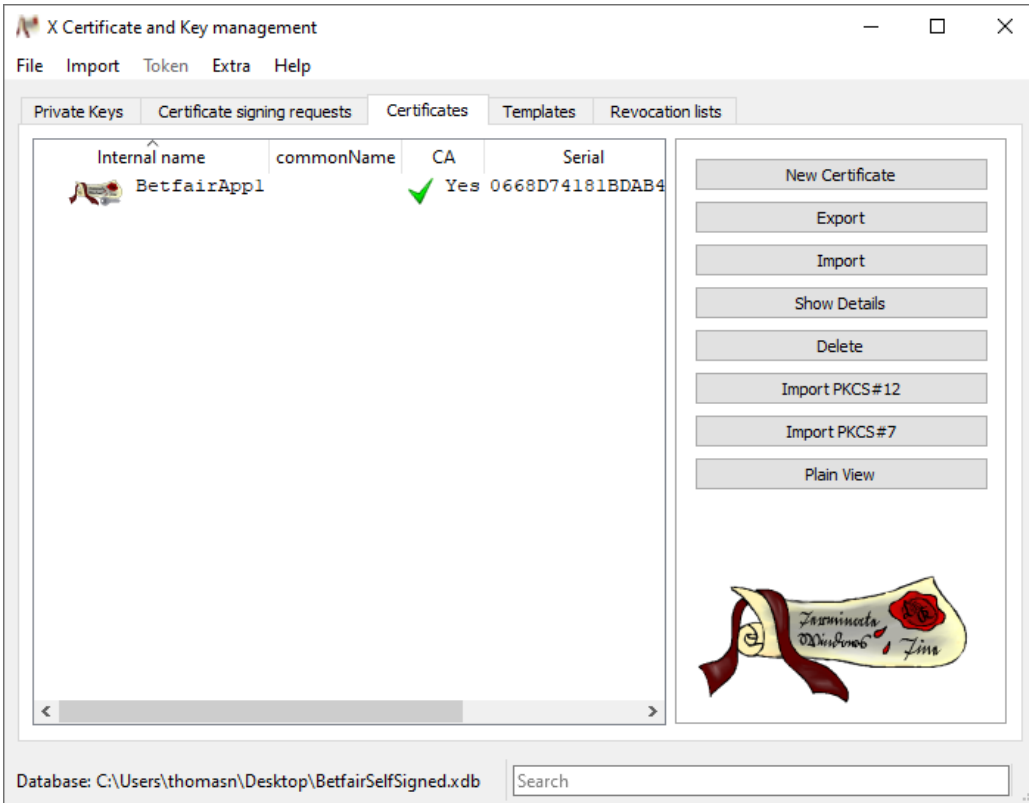 X Certificate and Key management
File Import Token Extra Help
Private Keys Certificate signing requests Certificates Templates Revocation lists
Internal name commonName CA Serial
BetfairApp1 Yes 0668D74181BDAB4
New Certificate
Export
Import
Show Details
Delete
Import PKCS#12
Import PKCS#7
Plain View
Database: C:\Users\thomasn\Desktop\BetfairSelfSigned.xdb Search